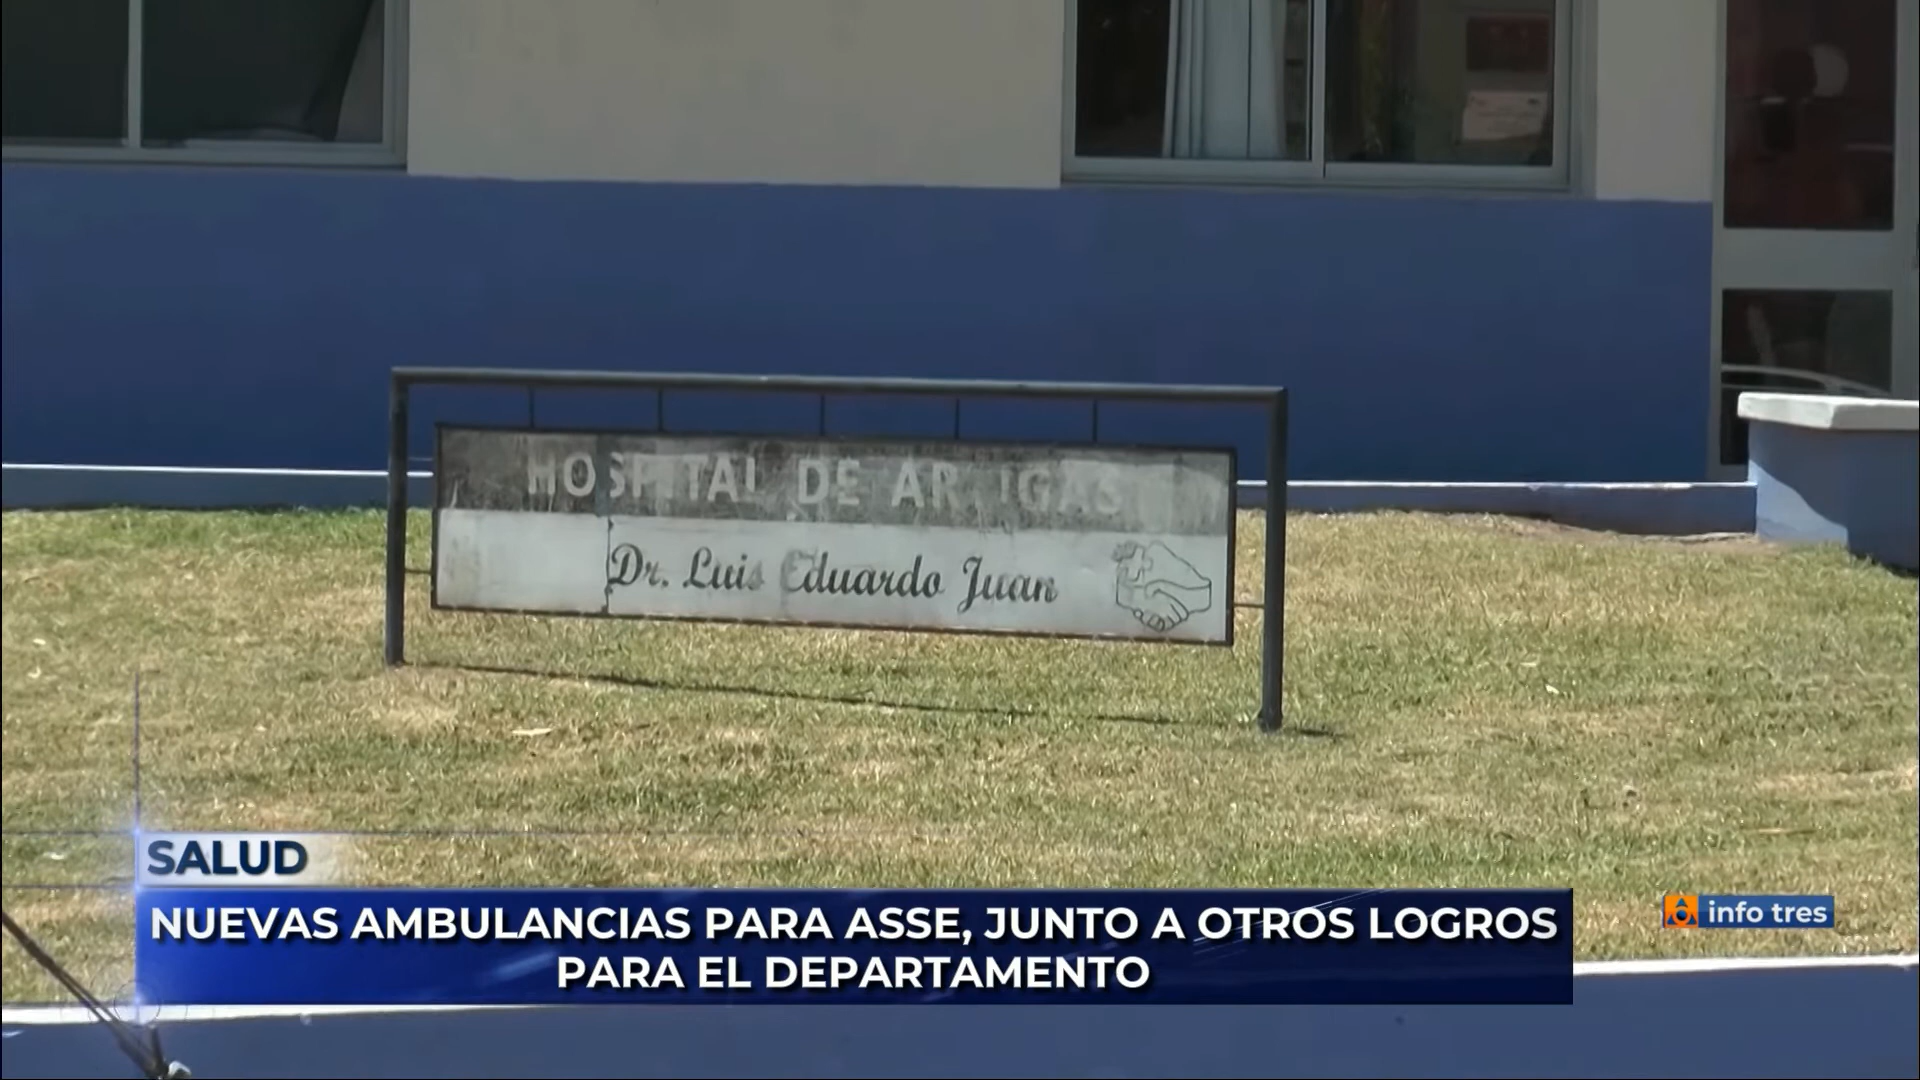 HOSPITAL DE ARTIGAS
Dr. Luis Eduardo Juan
SALUD
NUEVAS AMBULANCIAS PARA ASSE, JUNTO A OTROS LOGROS
PARA EL DEPARTAMENTO
info tres